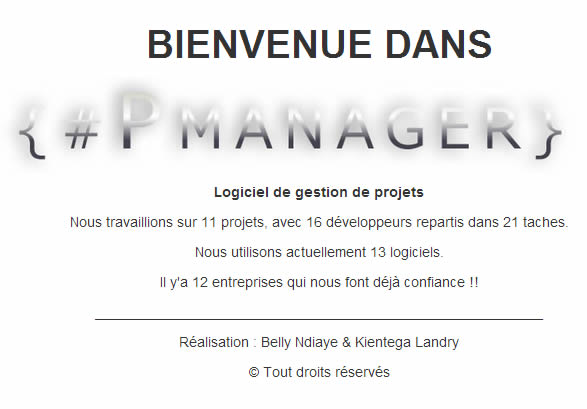 BIENVENUE DANS
{#PMANAGER}
Logiciel de gestion de projets
Nous travaillions sur 11 projets, avec 16 développeurs repartis dans 21 taches.
Nous utilisons actuellement 13 logiciels.
Il y'a 12 entreprises qui nous font déjà confiance !!
Réalisation : Belly Ndiaye & Kientega Landry
© Tout droits réservés